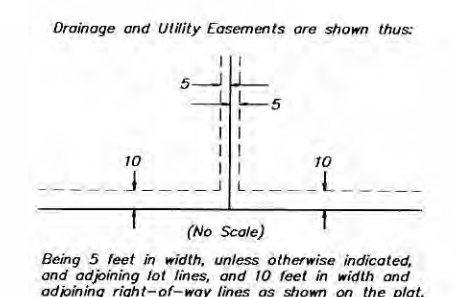 Drainage and Utility Easements are shown thus:
5
5
10 10
(No Scale)
Being 5 feet in width, unless otherwise indicated,
and adjoining lot lines, and 10 feet in width and
adjoining right-of-way lines as shown on the plat.